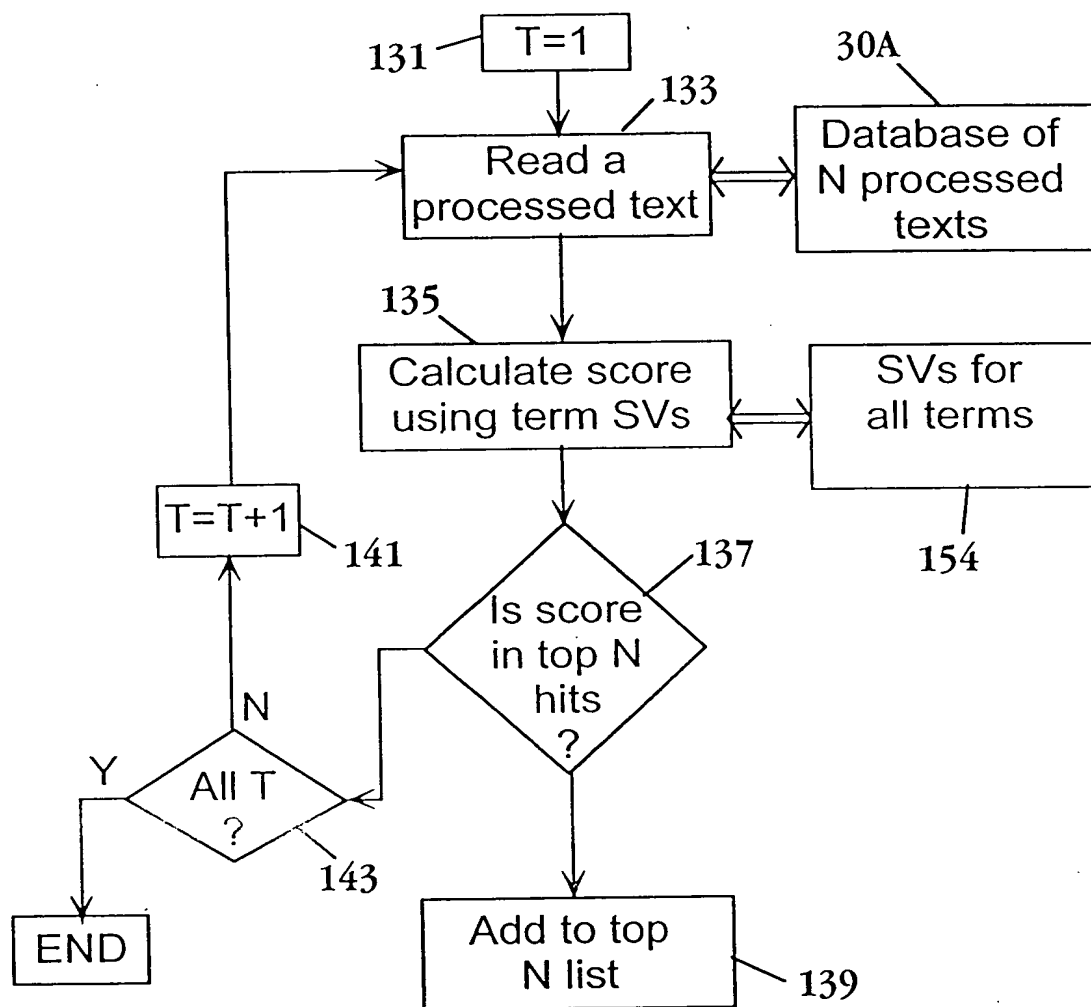 131
T=1
133
30A
Read a
processed text
Database of
N processed
texts
135
Calculate score
using term SVs
SVs for
all terms
154
T=T+1
141
137
Is score
in top N
hits
?
N
Y
All T
?
143
END
Add to top
N list
139